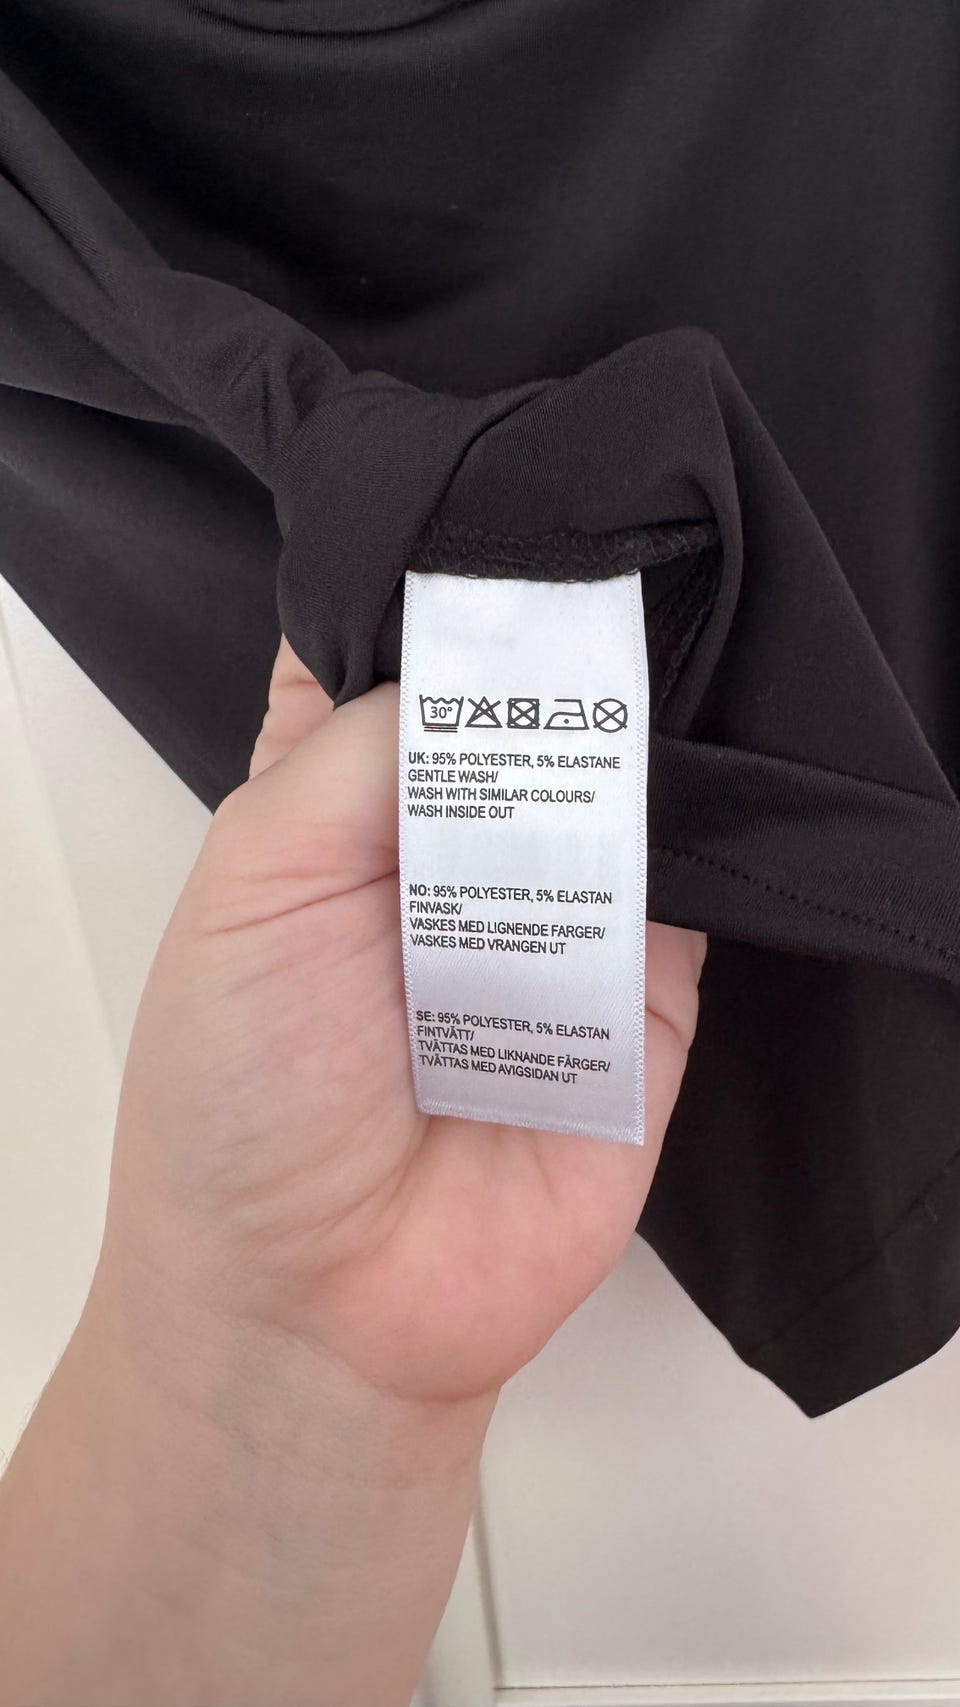 30°
UK: 95% POLYESTER, 5% ELASTANE
GENTLE WASH/
WASH WITH SIMILAR COLOURS/
WASH INSIDE OUT
NO: 95% POLYESTER, 5% ELASTAN
FINVASK/
VASKES MED LIGNENDE FARGER/
VASKES MED VRANGEN UT
SE: 95% POLYESTER, 5% ELASTAN
FINTVÄTT/
TVÄTTAS MED LIKNANDE FÄRGER/
TVÄTTAS MED AVIGSIDAN UT